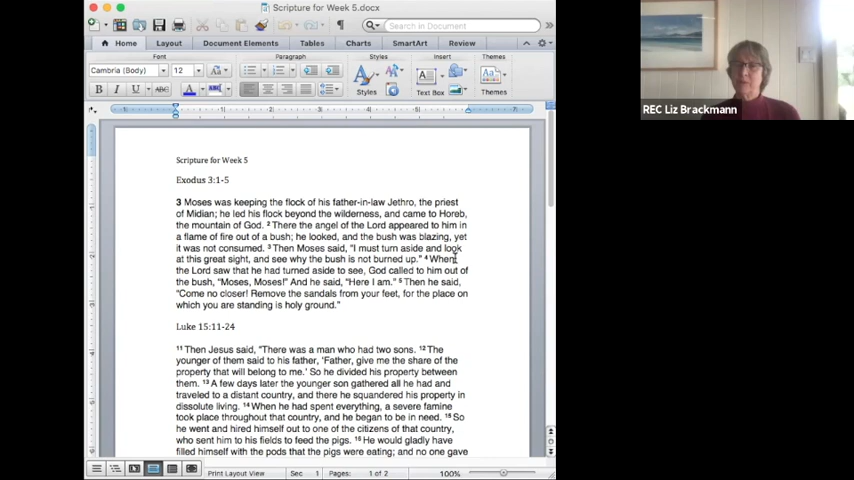 Scripture for Week 5.docx
Search in Document
Home Layout Document Elements Tables Charts SmartArt Review
Font Paragraph Styles Insert Themes
Cambria (Body) 12
B I U ABC A
Styles Text Box Themes
Scripture for Week 5
Exodus 3:1-5
3 Moses was keeping the flock of his father-in-law Jethro, the priest
of Midian; he led his flock beyond the wilderness, and came to Horeb,
the mountain of God. 2 There the angel of the Lord appeared to him in
a flame of fire out of a bush; he looked, and the bush was blazing, yet
it was not consumed. 3 Then Moses said, “I must turn aside and look
at this great sight, and see why the bush is not burned up.” 4 When
the Lord saw that he had turned aside to see, God called to him out of
the bush, “Moses, Moses!” And he said, “Here I am.” 5 Then he said,
“Come no closer! Remove the sandals from your feet, for the place on
which you are standing is holy ground.”
Luke 15:11-24
11 Then Jesus said, “There was a man who had two sons. 12 The
younger of them said to his father, ‘Father, give me the share of the
property that will belong to me.’ So he divided his property between
them. 13 A few days later the younger son gathered all he had and
traveled to a distant country, and there he squandered his property in
dissolute living. 14 When he had spent everything, a severe famine
took place throughout that country, and he began to be in need. 15 So
he went and hired himself out to one of the citizens of that country,
who sent him to his fields to feed the pigs. 16 He would gladly have
filled himself with the pods that the pigs were eating; and no one gave
Print Layout View Sec 1 Pages: 1 of 2 100%
REC Liz Brackmann